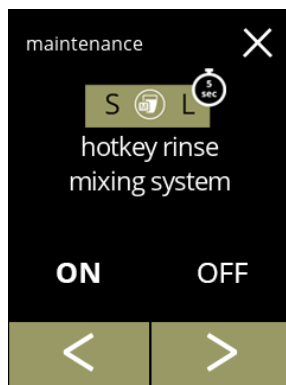 maintenance
S M L
5
sec
hotkey rinse
mixing system
ON OFF